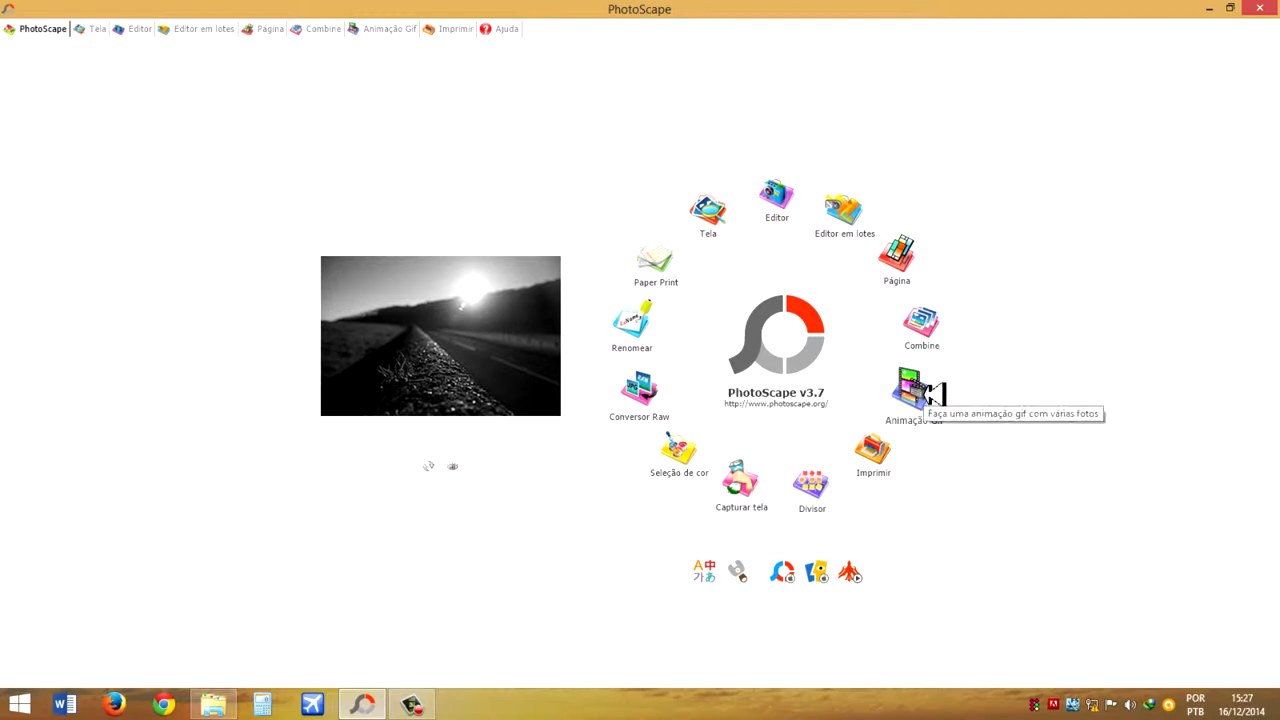 PhotoScape
PhotoScape Tela Editor Editor em lotes Página Combine Animação Gif Imprimir Ajuda
Editor
Tela
Editor em lotes
Paper Print
Página
Renomear
Combine
PhotoScape v3.7
http://www.photoscape.org/
Faça uma animação gif com várias fotos
Conversor Raw
Animação Gif
Seleção de cor
Imprimir
Capturar tela
Divisor
POR
PTB
15:27
16/12/2014